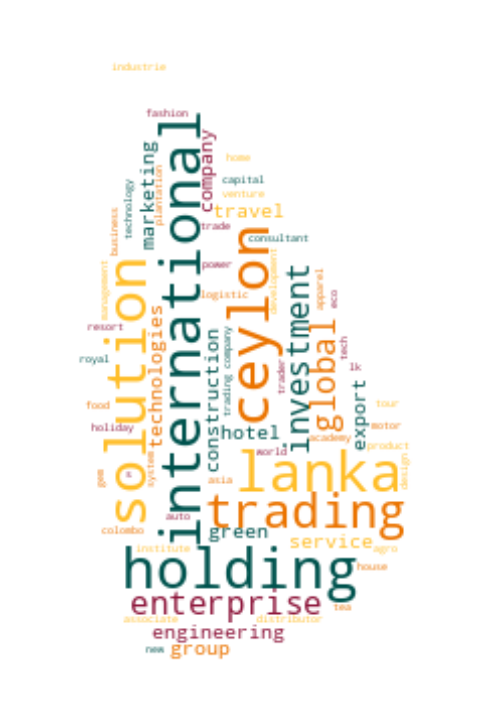 industrie
fashion
international
company
marketing
home
capital
plantation
technology
venture
travel
business
trade
ceylon
consultant
solution
management
power
development
investment
apparel
logistic
eco
global
technologies
resort
construction
trading company
tech
royal
trader
lk
export
food
tour
holiday
hotel
academy
motor
world
product
system
lanka
design
gem
s
asia
trading
auto
colombo
green
service
institute
agro
holding
house
enterprise
tea
associate
distributor
engineering
new
group